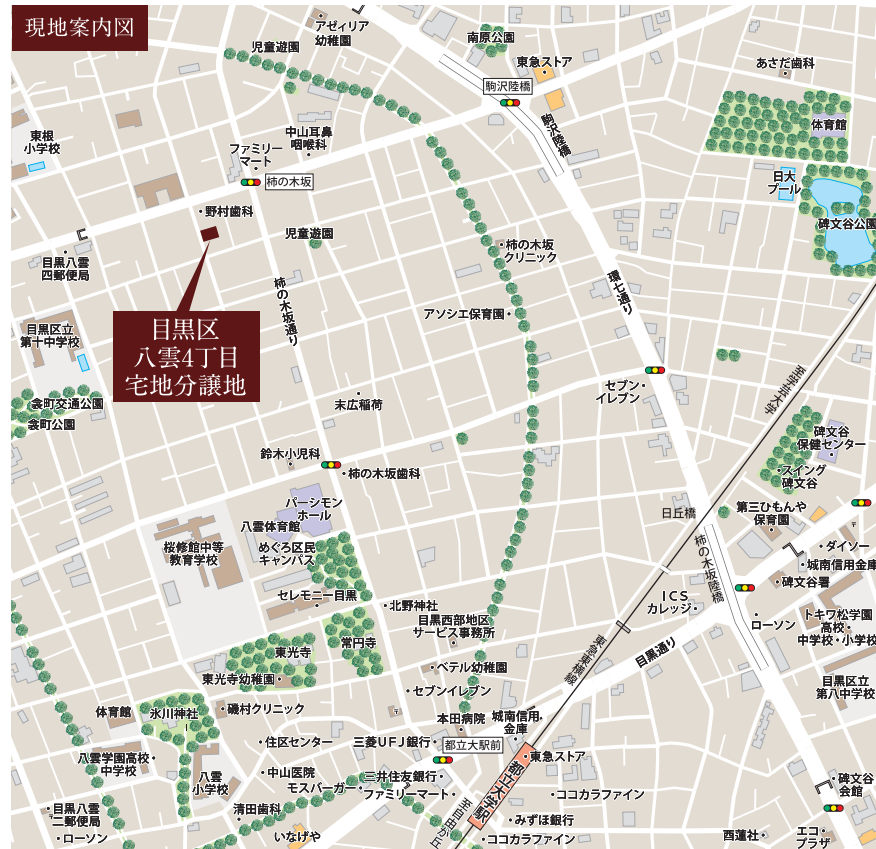 現地案内図
アゼィリア
幼稚園
児童遊園
南原公園
東急ストア
あさだ歯科
駒沢陸橋
駒沢陸橋
体育館
東根
小学校
中山耳鼻
咽喉科
ファミリー
マート
柿の木坂
日大
プール
野村歯科
児童遊園
碑文谷公園
柿の木坂
クリニック
目黒八雲
四郵便局
柿の木坂通り
環七通り
アソシエ保育園
目黒区立
第十中学校
目黒区
八雲4丁目
宅地分譲地
至学芸大学
セブン
イレブン
衾町交通公園
衾町公園
末広稲荷
碑文谷
保健センター
鈴木小児科
柿の木坂歯科
スイング
碑文谷
パーシモン
ホール
八雲体育館
日丘橋
第三ひもんや
保育園
桜修館中等
教育学校
めぐろ区民
キャンパス
柿の木坂陸橋
ダイソー
城南信用金庫
碑文谷署
セレモニー目黒
北野神社
ICS
カレッジ
ローソン
トキワ松学園
高校・
中学校・小学校
目黒西部地区
サービス事務所
常円寺
東光寺
東急東横線
目黒通り
東光寺幼稚園
ベテル幼稚園
目黒区立
第八中学校
セブンイレブン
体育館
氷川神社
磯村クリニック
本田病院
城南信用
金庫
住区センター
三菱UFJ銀行
都立大駅前
東急ストア
八雲学園高校・
中学校
八雲
小学校
中山医院
三井住友銀行
モスバーガー
ファミリーマート
都立大学駅
ココカラファイン
碑文谷
会館
目黒八雲
二郵便局
清田歯科
みずほ銀行
至自由が丘
ローソン
いなげや
ココカラファイン
西蓮社
エコ
プラザ